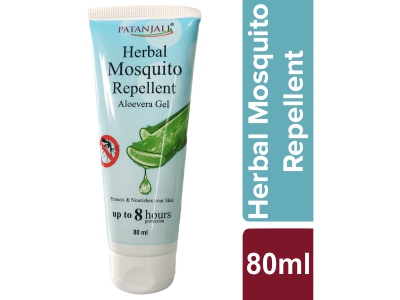 PATANJALI
Herbal
Mosquito
Repellent
Aloevera Gel
Protects & Nourishes your Skin
up to 8 hours
protection
80 ml
Herbal Mosquito
Repellent
80ml